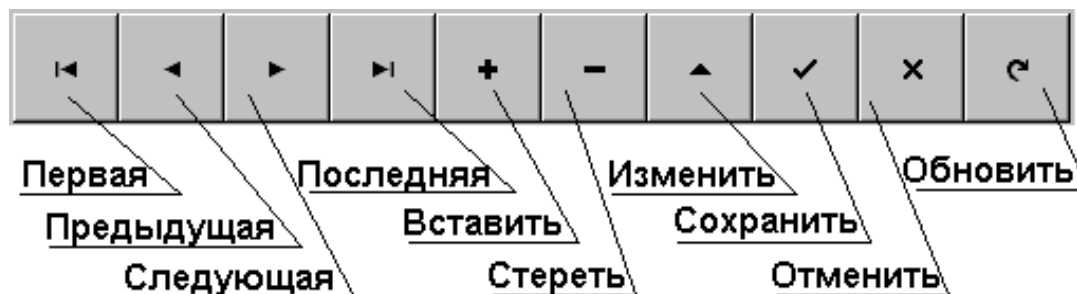 Первая Последняя Изменить Обновить
Предыдущая Вставить Сохранить
Следующая Стереть Отменить